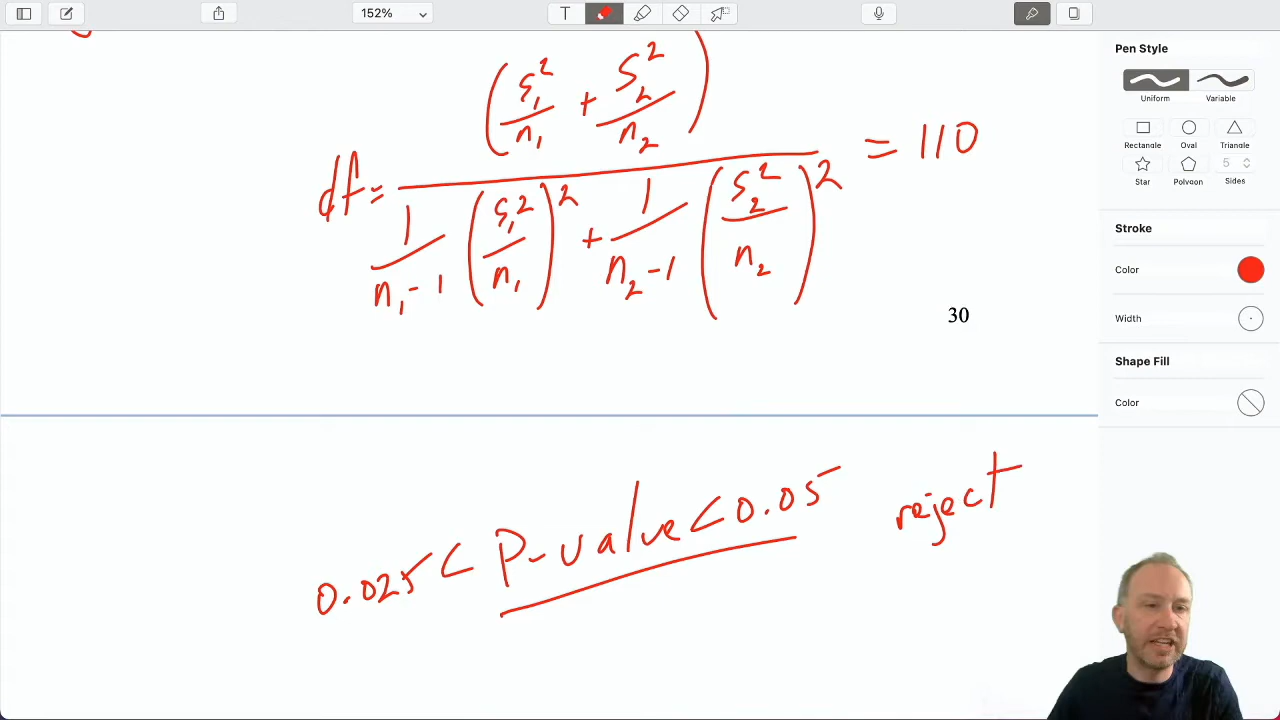 152%
T
Pen Style
Uniform Variable
Rectangle Oval Triangle
5
Star Polygon Sides
Stroke
Color
Width
Shape Fill
Color
df = (s₁²/n₁ + s₂²/n₂) / (1/(n₁-1) (s₁²/n₁)² + 1/(n₂-1) (s₂²/n₂)²) = 110
30
0.025 < P-value < 0.05 reject